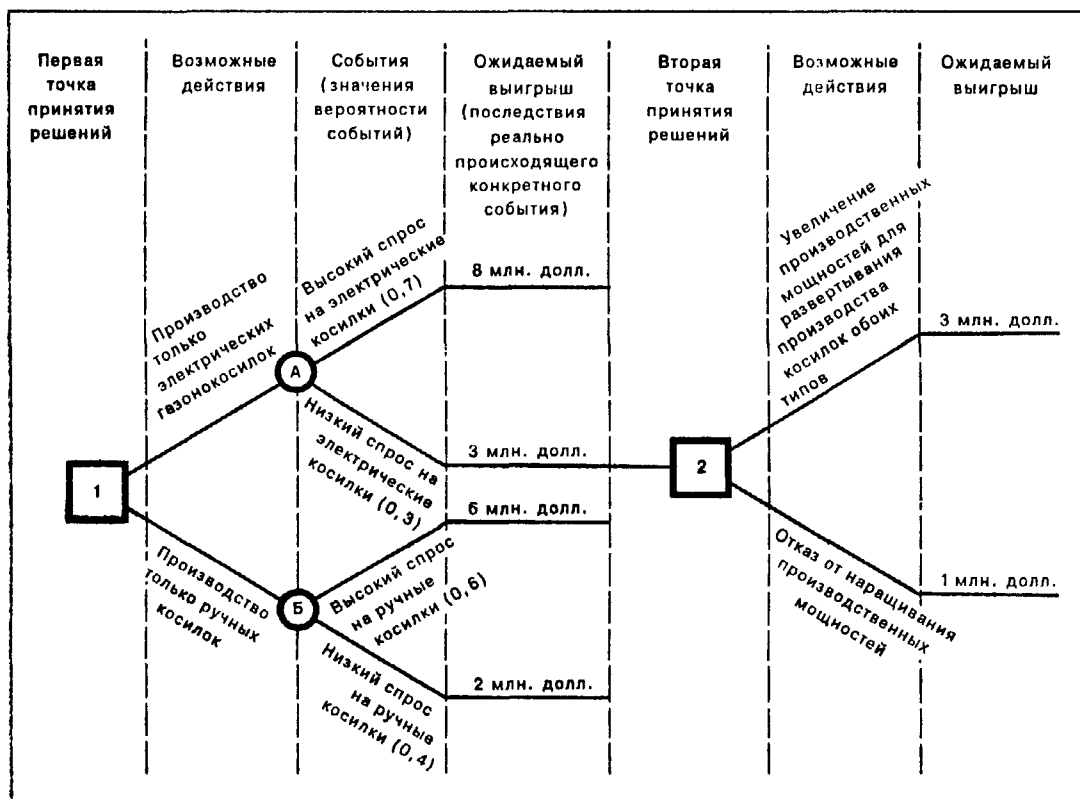 Первая
точка
принятия
решений
Возможные
действия
События
(значения
вероятности
событий)
Ожидаемый
выигрыш
(последствия
реально
происходящего
конкретного
события)
Вторая
точка
принятия
решений
Возможные
действия
Ожидаемый
выигрыш
1
Производство
только
электрических
газонокосилок
А
Высокий спрос
на электрические
косилки (0,7)
8 млн. долл.
Низкий спрос на
электрические
косилки (0,3)
3 млн. долл.
Производство
только ручных
косилок
Б
Высокий спрос
на ручные
косилки (0,6)
6 млн. долл.
Низкий спрос
на ручные
косилки (0,4)
2 млн. долл.
2
Увеличение
производственных
мощностей для
развертывания
производства
косилок обоих
типов
3 млн. долл.
Отказ от наращивания
производственных
мощностей
1 млн. долл.